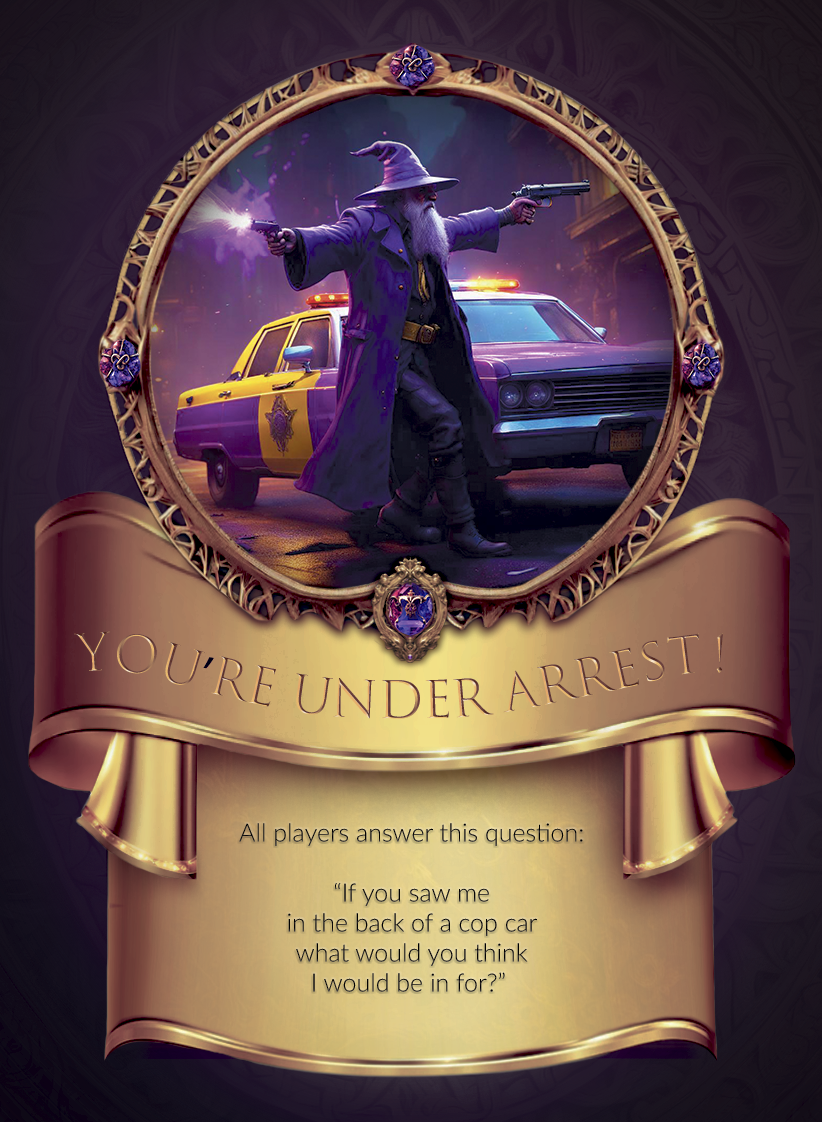 YOU'RE UNDER ARREST!
All players answer this question:
“If you saw me
in the back of a cop car
what would you think
I would be in for?”